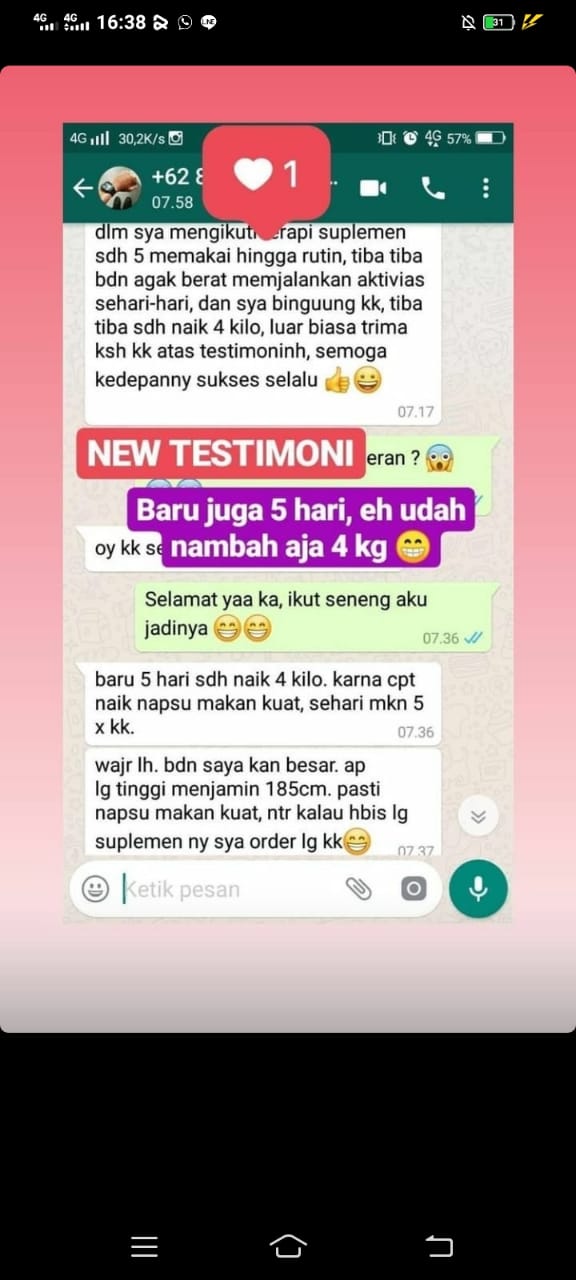 4G 4G 16:38 LINE 31
4G 30,2K/s 4G 57%
+62 8
1
07.58
dlm sya mengikut erapi suplemen
sdh 5 memakai hingga rutin, tiba tiba
bdn agak berat memjalankan aktivias
sehari-hari, dan sya binguung kk, tiba
tiba sdh naik 4 kilo, luar biasa trima
ksh kk atas testimoninh, semoga
kedepanny sukses selalu 👍😀
07.17
NEW TESTIMONI
eran ? 😱
Baru juga 5 hari, eh udah
nambah aja 4 kg 😁
oy kk se
Selamat yaa ka, ikut seneng aku
jadinya 😁😁
07.36
baru 5 hari sdh naik 4 kilo. karna cpt
naik napsu makan kuat, sehari mkn 5
x kk.
07.36
wajr lh. bdn saya kan besar. ap
lg tinggi menjamin 185cm. pasti
napsu makan kuat, ntr kalau hbis lg
suplemen ny sya order lg kk😁
07.37
Ketik pesan